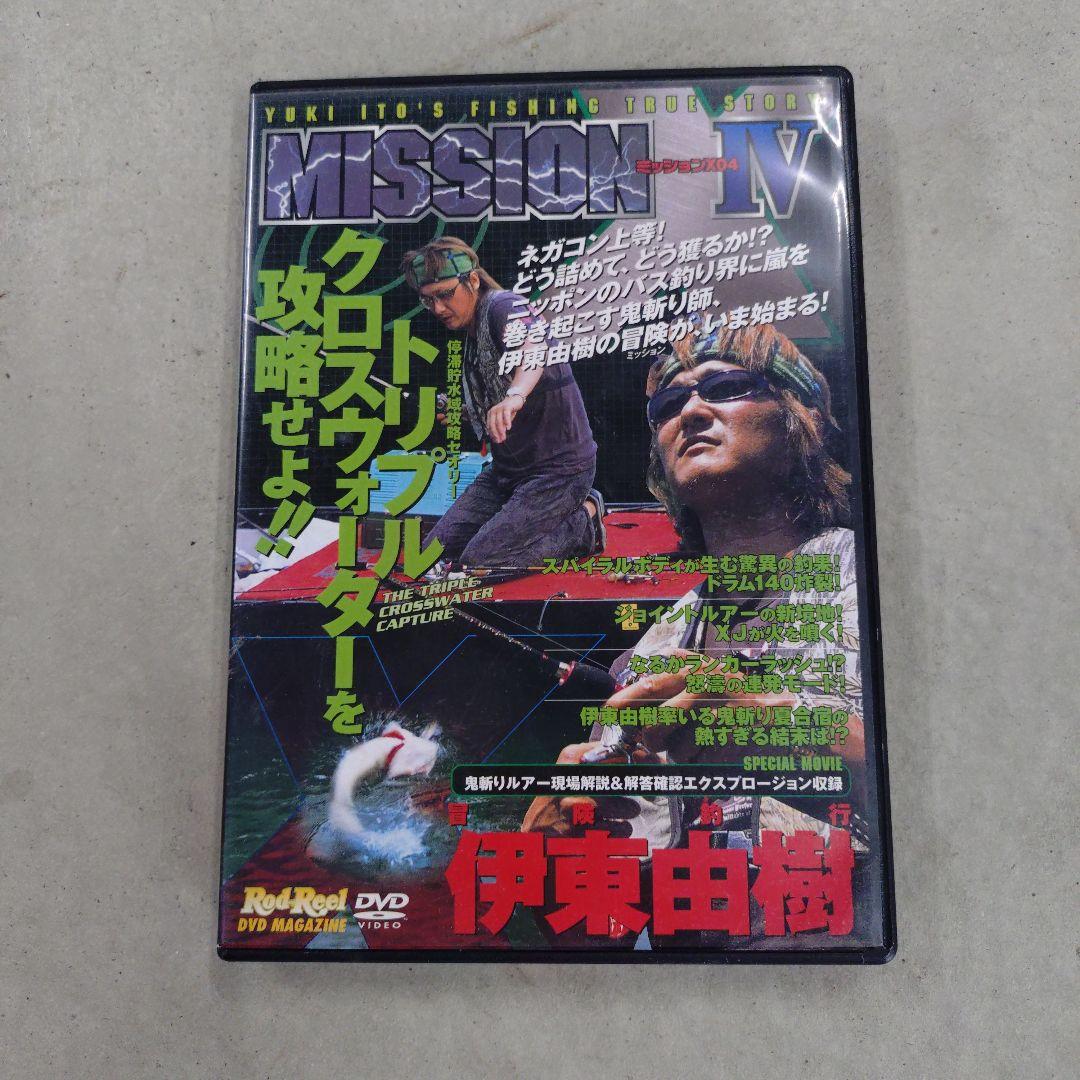 YUKI ITO'S FISHING TRUE STORY
MISSION
ミッションX04
IV
ネガコン上等!
どう詰めて、どう獲るか!?
ニッポンのバス釣り界に嵐を
巻き起こす鬼斬り師、
伊東由樹の冒険が、いま始まる!
ミッション
停滞貯水域攻略セオリー
トリプル
クロスウォーターを
攻略せよ!!
THE TRIPLE
CROSSWATER
CAPTURE
スパイラルボディが生む驚異の釣果!
ドラム140炸裂!
ジョイントルアーの新境地!
XJが火を噴く!
なるかランカーラッシュ!?
怒濤の連発モード!
伊東由樹率いる鬼斬り夏合宿の
熱すぎる結末は!?
SPECIAL MOVIE
鬼斬りルアー現場解説&解答確認エクスプロージョン収録
冒険釣行
伊東由樹
Rod&Reel
DVD MAGAZINE
DVD
VIDEO